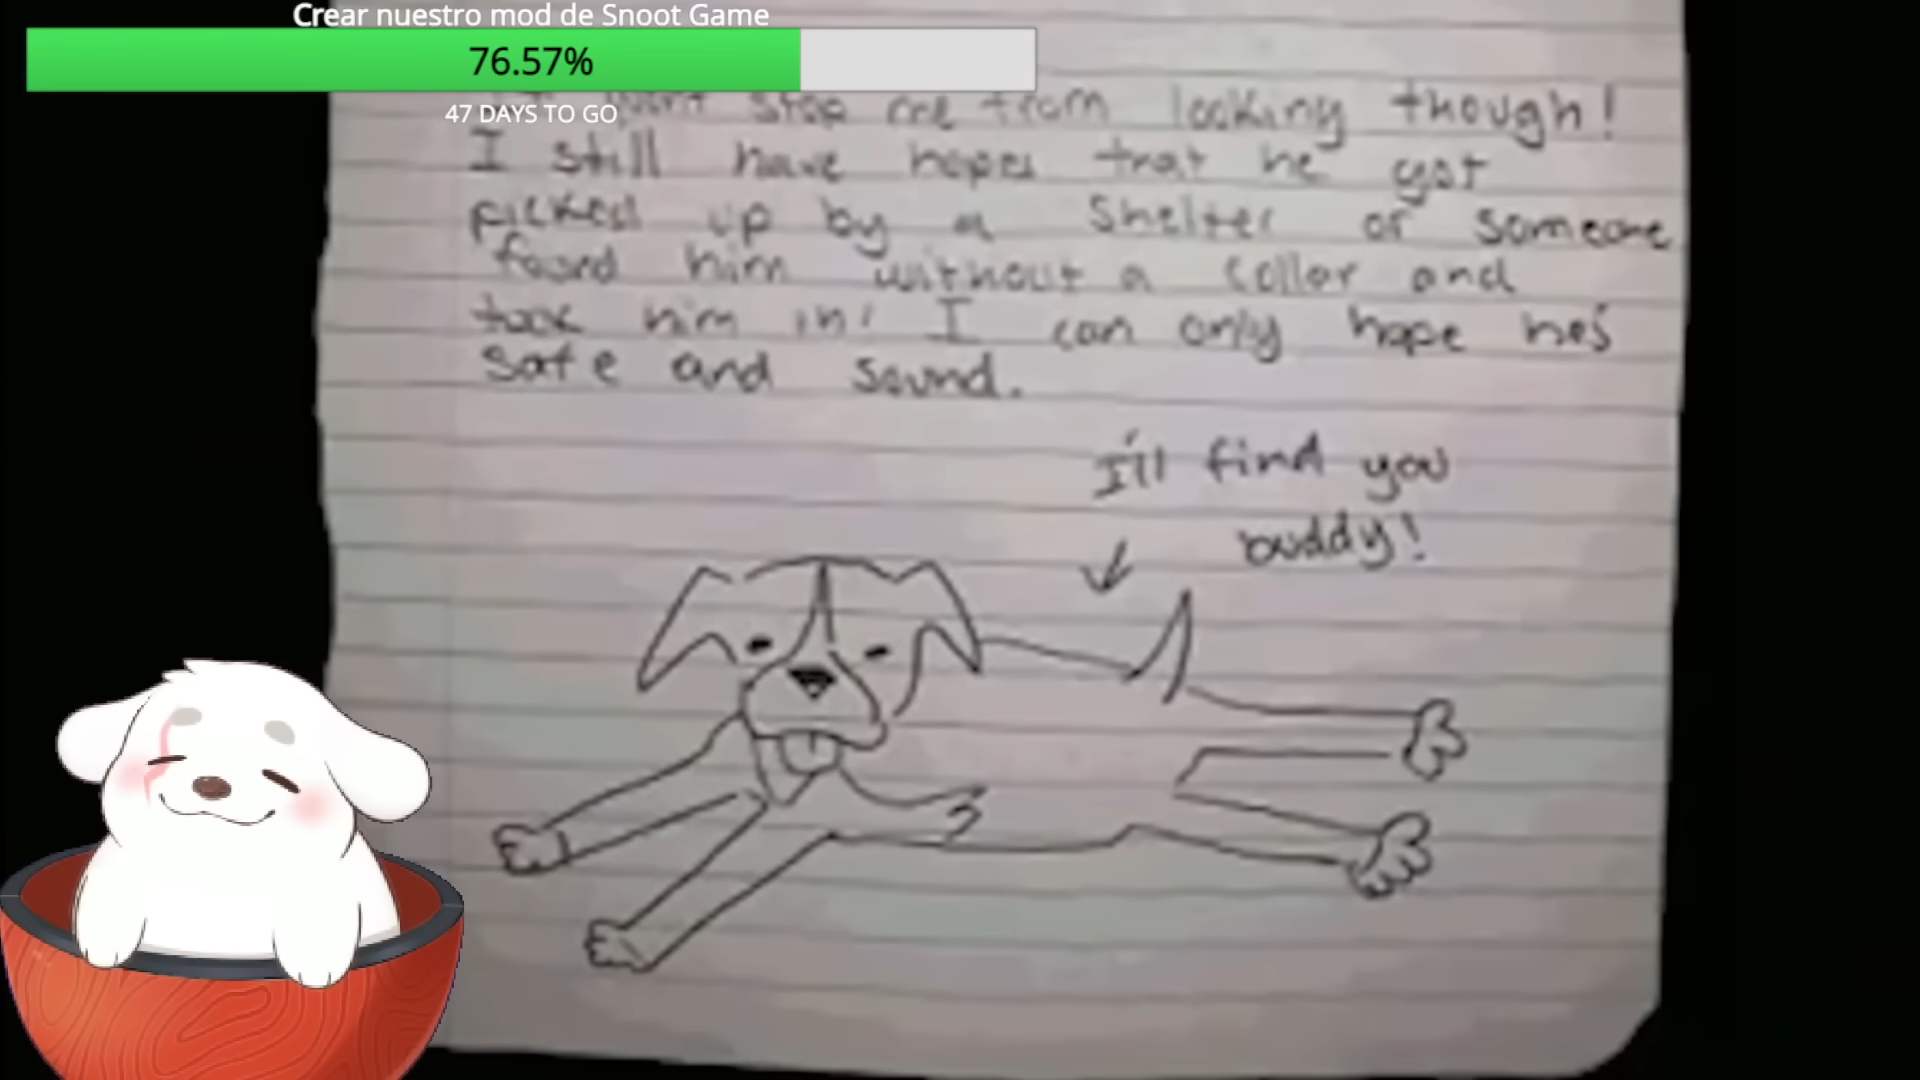 Crear nuestro mod de Snoot Game
76.57%
47 DAYS TO GO
stop me from looking though!
I still have hopes that he got
picked up by a shelter or someone
found him without a collar and
took him in! I can only hope he's
safe and sound.
I'll find you
buddy!